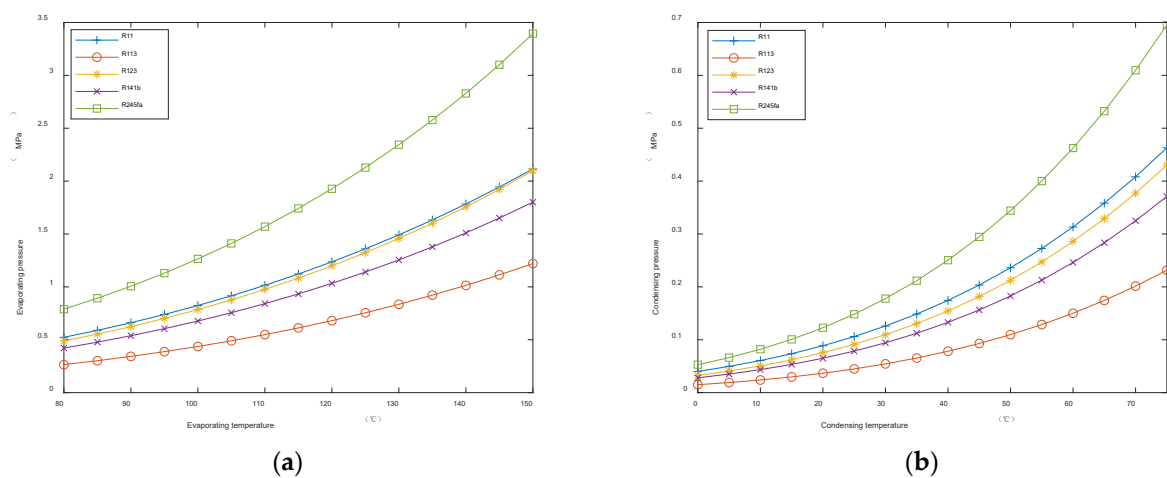 3.5
3
2.5
2
1.5
1
0.5
0
80
90
100
110
120
130
140
150
Evaporating pressure
（ MPa ）
Evaporating temperature （℃）
R11
R113
R123
R141b
R245fa
(a)
0.7
0.6
0.5
0.4
0.3
0.2
0.1
0
0
10
20
30
40
50
60
70
Condensing pressure
（ MPa ）
Condensing temperature （℃）
R11
R113
R123
R141b
R245fa
(b)